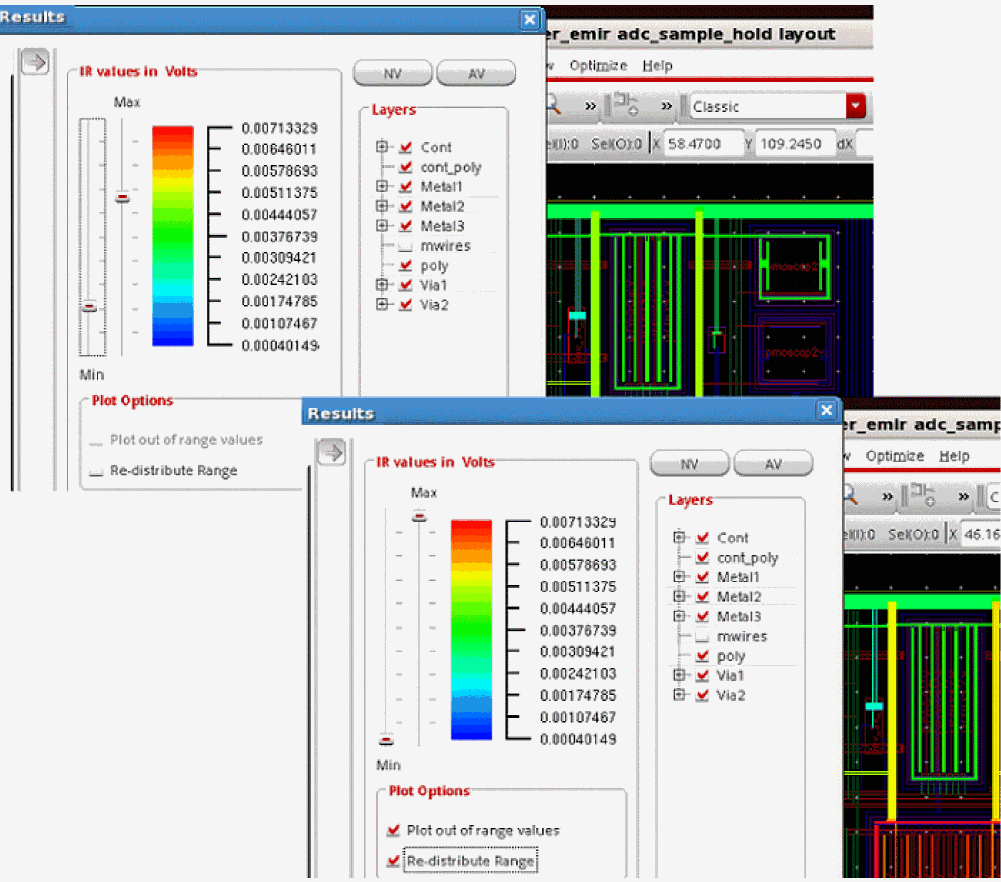 Results
er_emir adc_sample_hold layout
Optimize Help
IR values in Volts
NV AV
Max
Layers
Classic
0.00713329
0.00646011
0.00578693
0.00511375
0.00444057
0.00376739
0.00309421
0.00242103
0.00174785
0.00107467
0.00040149
Cont
cont_poly
Metal1
Metal2
Metal3
mwires
poly
Via1
Via2
Sel(O):0 X 58.4700 Y 109.2450 dX
Min
Plot Options
Plot out of range values
Re-distribute Range
Results
er_emir adc_samp
Optimize Help
IR values in Volts
NV AV
Max
Layers
0.00713329
0.00646011
0.00578693
0.00511375
0.00444057
0.00376739
0.00309421
0.00242103
0.00174785
0.00107467
0.00040149
Cont
cont_poly
Metal1
Metal2
Metal3
mwires
poly
Via1
Via2
Sel(O):0 X 46.16
Min
Plot Options
Plot out of range values
Re-distribute Range